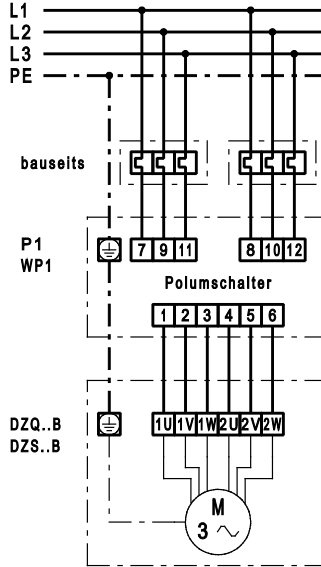 L1
L2
L3
PE
bauseits
P1
WP1
7 9 11 8 10 12
Polumschalter
1 2 3 4 5 6
DZQ..B
DZS..B
1U 1V 1W 2U 2V 2W
M
3